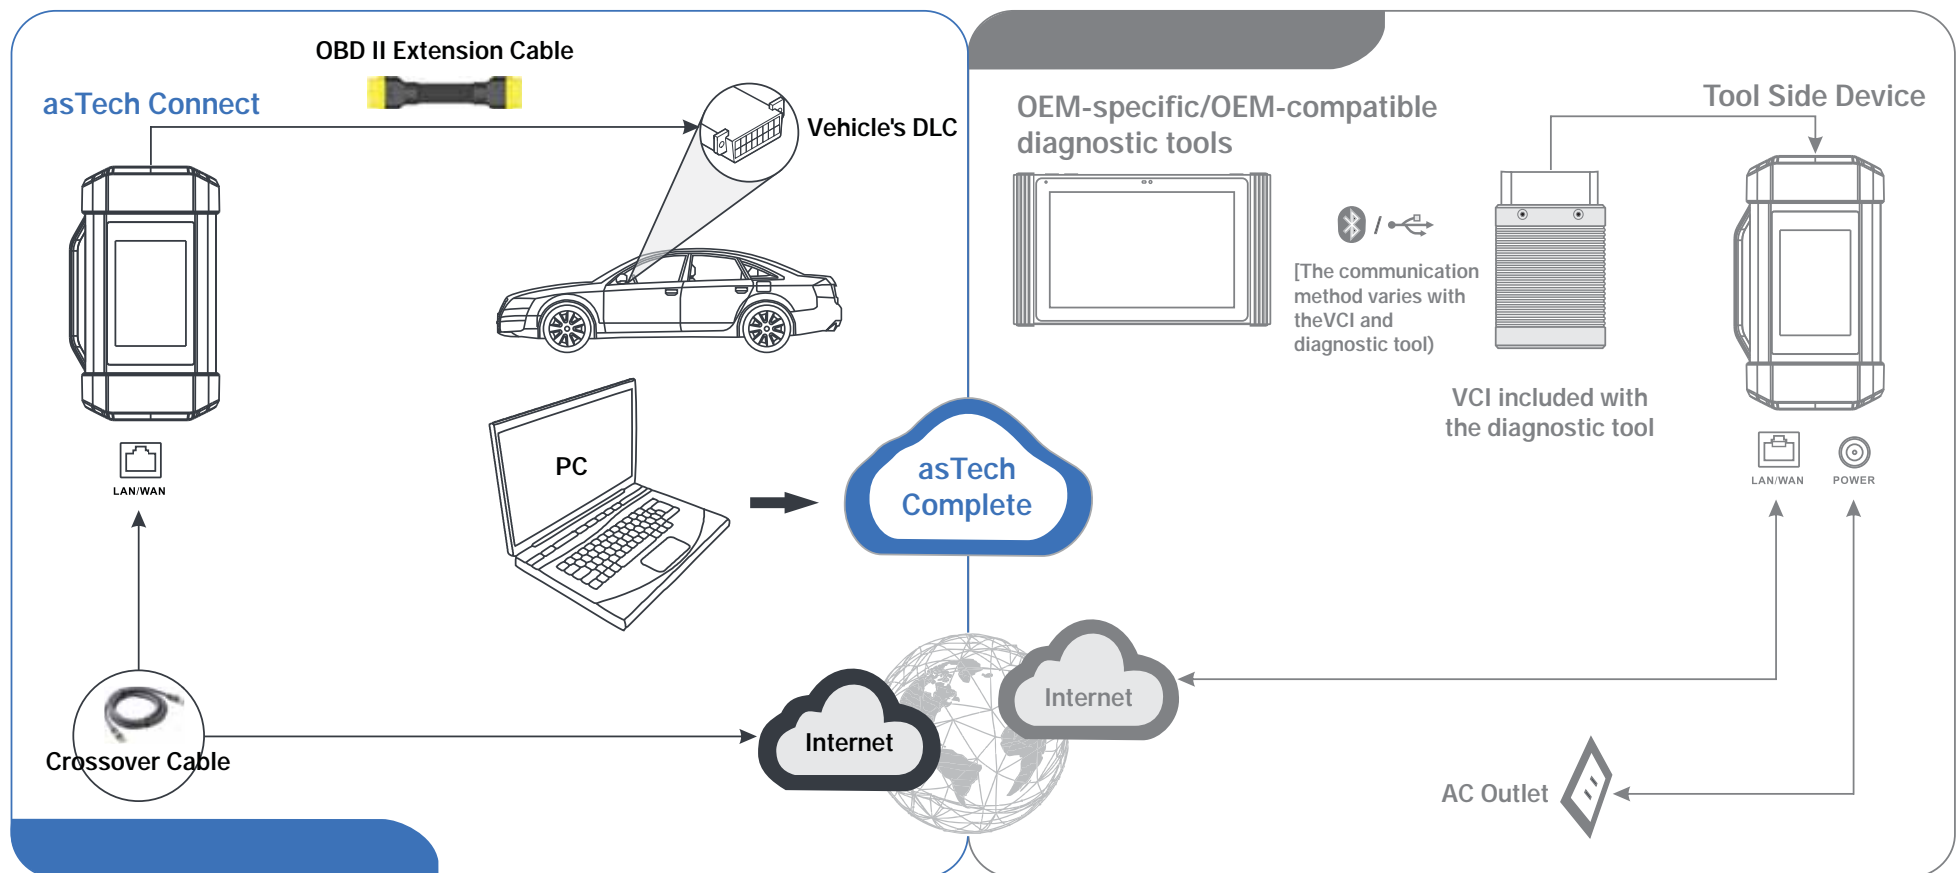 OBD II Extension Cable
asTech Connect
Vehicle's DLC
LAN/WAN
PC
asTech
Complete
Crossover Cable
Internet
OEM-specific/OEM-compatible
diagnostic tools
/
[The communication
method varies with
theVCI and
diagnostic tool)
VCI included with
the diagnostic tool
Tool Side Device
LAN/WAN
POWER
Internet
AC Outlet